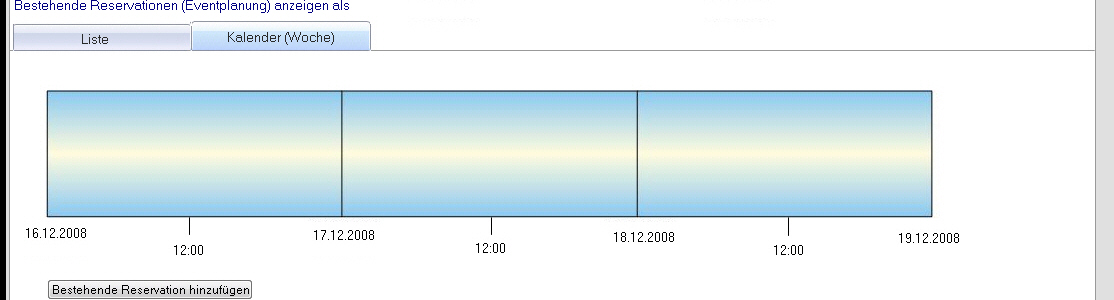 Bestehende Reservationen (Eventplanung) anzeigen als
Liste
Kalender (Woche)
16.12.2008
12:00
17.12.2008
12:00
18.12.2008
12:00
19.12.2008
Bestehende Reservation hinzufügen